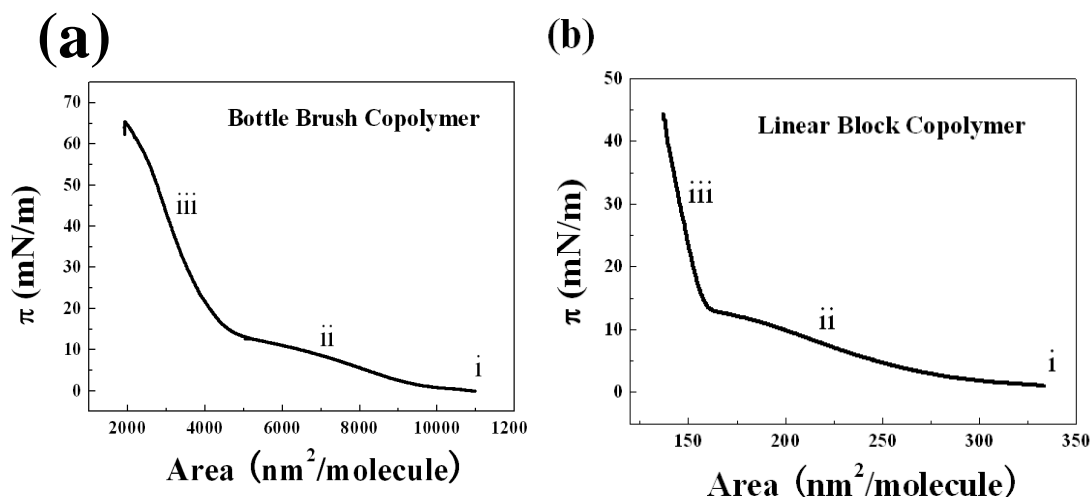 (a)
Bottle Brush Copolymer
70
60
50
40
30
20
10
0
π (mN/m)
iii
ii
i
2000 4000 6000 8000 10000 1200
Area (nm²/molecule)
(b)
Linear Block Copolymer
50
40
30
20
10
0
π (mN/m)
iii
ii
i
150 200 250 300 350
Area (nm²/molecule)